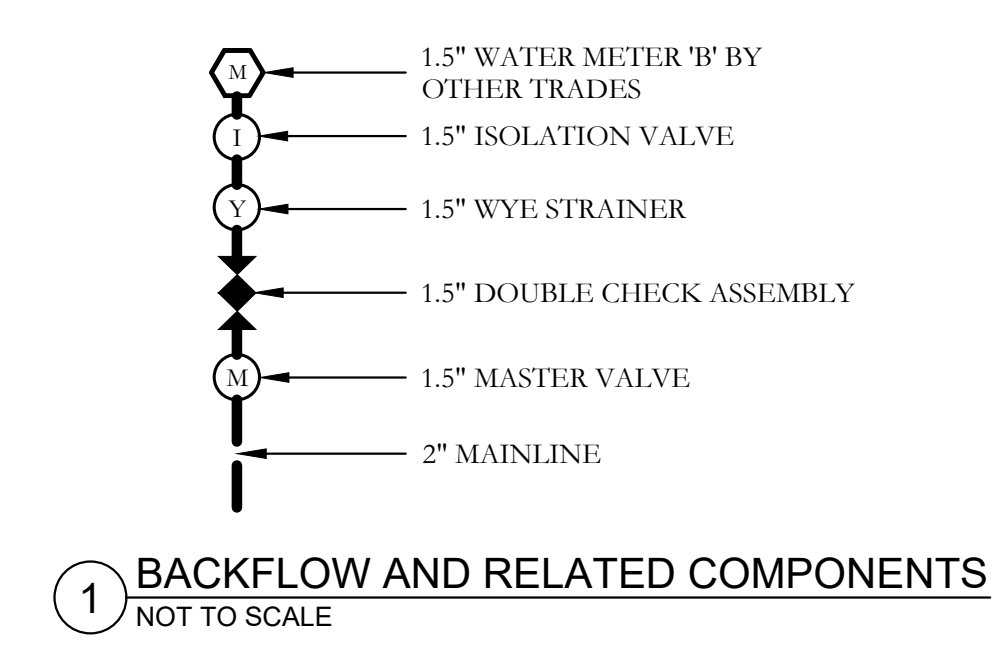 M
1.5" WATER METER 'B' BY
OTHER TRADES
I
1.5" ISOLATION VALVE
Y
1.5" WYE STRAINER
1.5" DOUBLE CHECK ASSEMBLY
M
1.5" MASTER VALVE
2" MAINLINE
1
BACKFLOW AND RELATED COMPONENTS
NOT TO SCALE